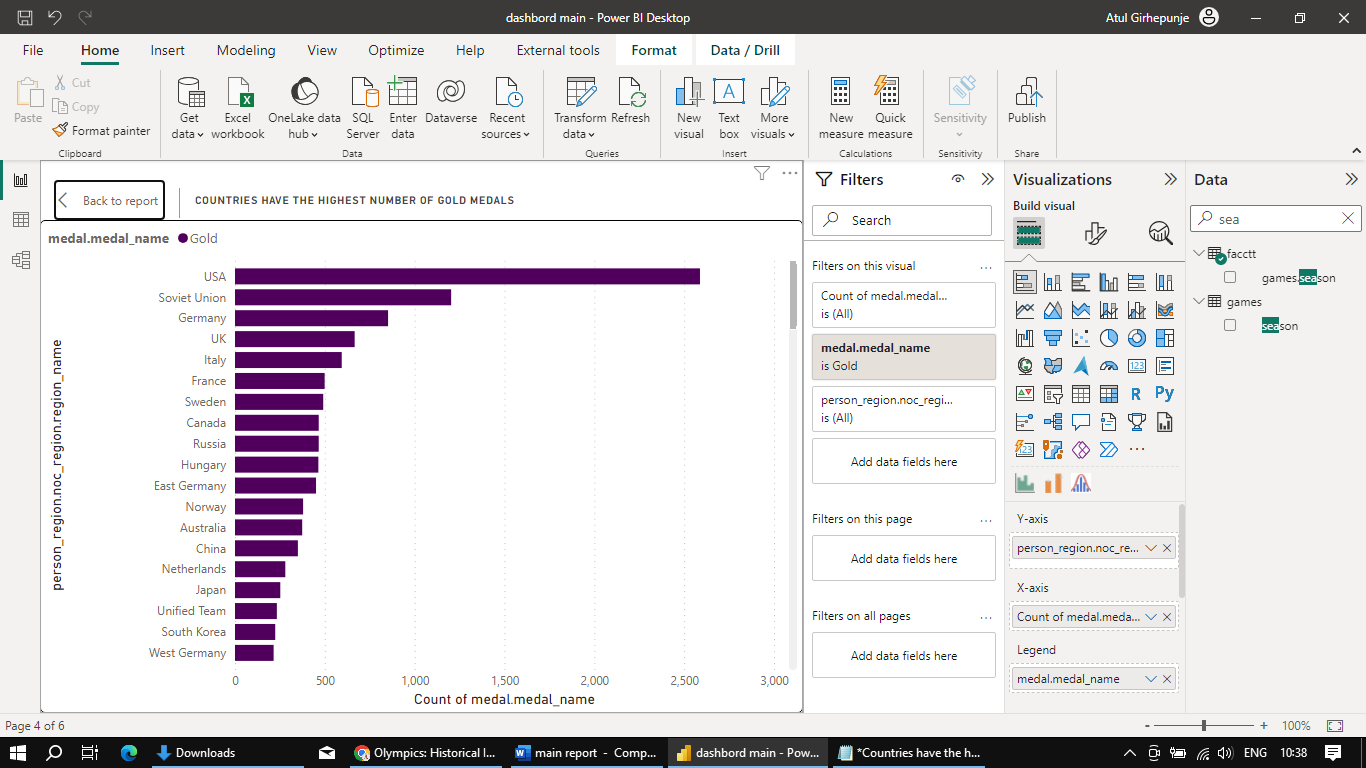 dashbord main - Power BI Desktop
Atul Girhepunje
File Home Insert Modeling View Optimize Help External tools Format Data / Drill
Paste
Cut
Copy
Format painter
Clipboard
Get data
Excel workbook
OneLake data hub
SQL Server
Enter data
Dataverse
Recent sources
Data
Transform data
Refresh
Queries
New visual
Text box
More visuals
Insert
New measure
Quick measure
Calculations
Sensitivity
Sensitivity
Publish
Share
Back to report
COUNTRIES HAVE THE HIGHEST NUMBER OF GOLD MEDALS
medal.medal_name Gold
person_region.noc_region.region_name
USA
Soviet Union
Germany
UK
Italy
France
Sweden
Canada
Russia
Hungary
East Germany
Norway
Australia
China
Netherlands
Japan
Unified Team
South Korea
West Germany
0 500 1,000 1,500 2,000 2,500 3,000
Count of medal.medal_name
Filters
Search
Filters on this visual ...
Count of medal.medal...
is (All)
medal.medal_name
is Gold
person_region.noc_regi...
is (All)
Add data fields here
Filters on this page ...
Add data fields here
Filters on all pages ...
Add data fields here
Visualizations
Build visual
123
R
Py
123
...
Y-axis
person_region.noc_re...
X-axis
Count of medal.meda...
Legend
medal.medal_name
Data
sea
facctt
games.season
games
season
Page 4 of 6
- + 100%
Downloads
Olympics: Historical I...
main report - Comp...
dashbord main - Pow...
*Countries have the h...
ENG
10:38